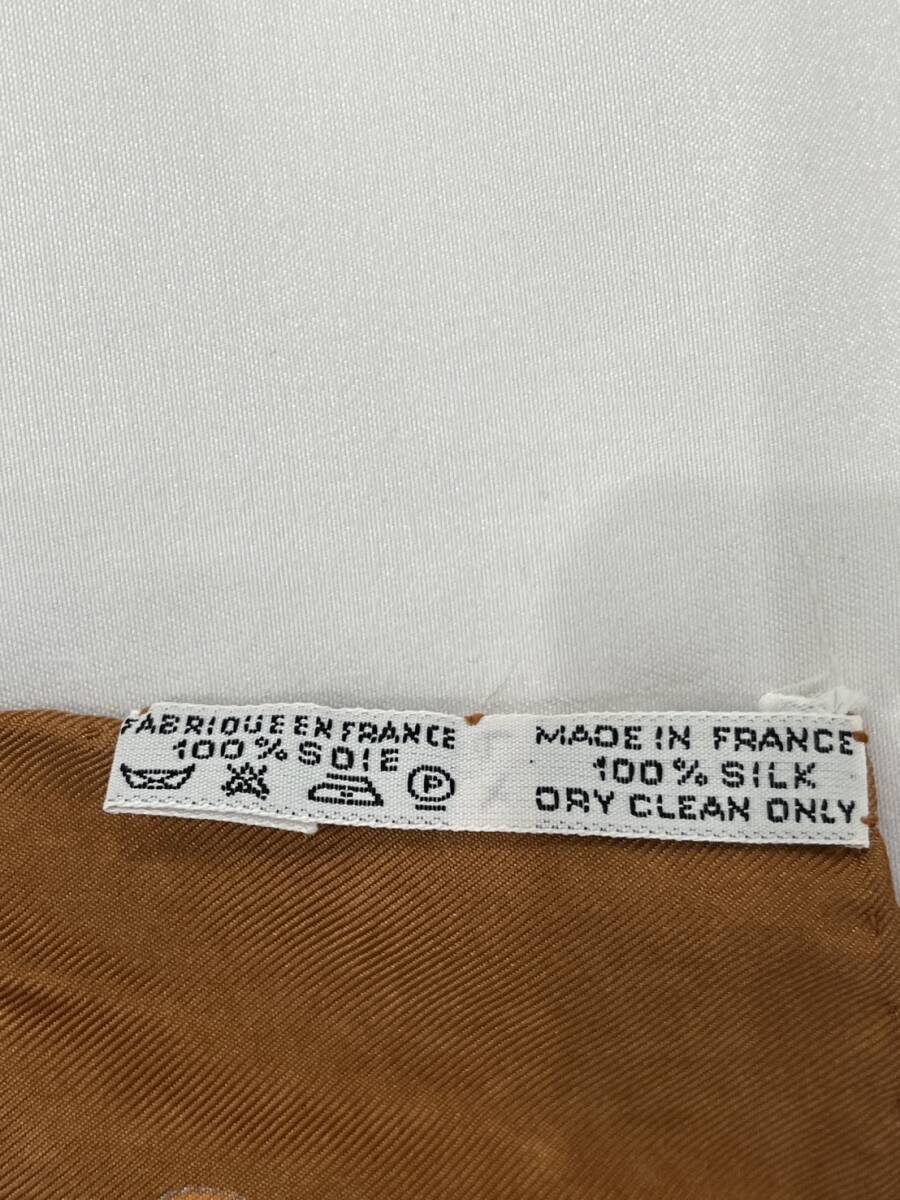 FABRIQUE EN FRANCE
100% SOIE
P
MADE IN FRANCE
100% SILK
DRY CLEAN ONLY